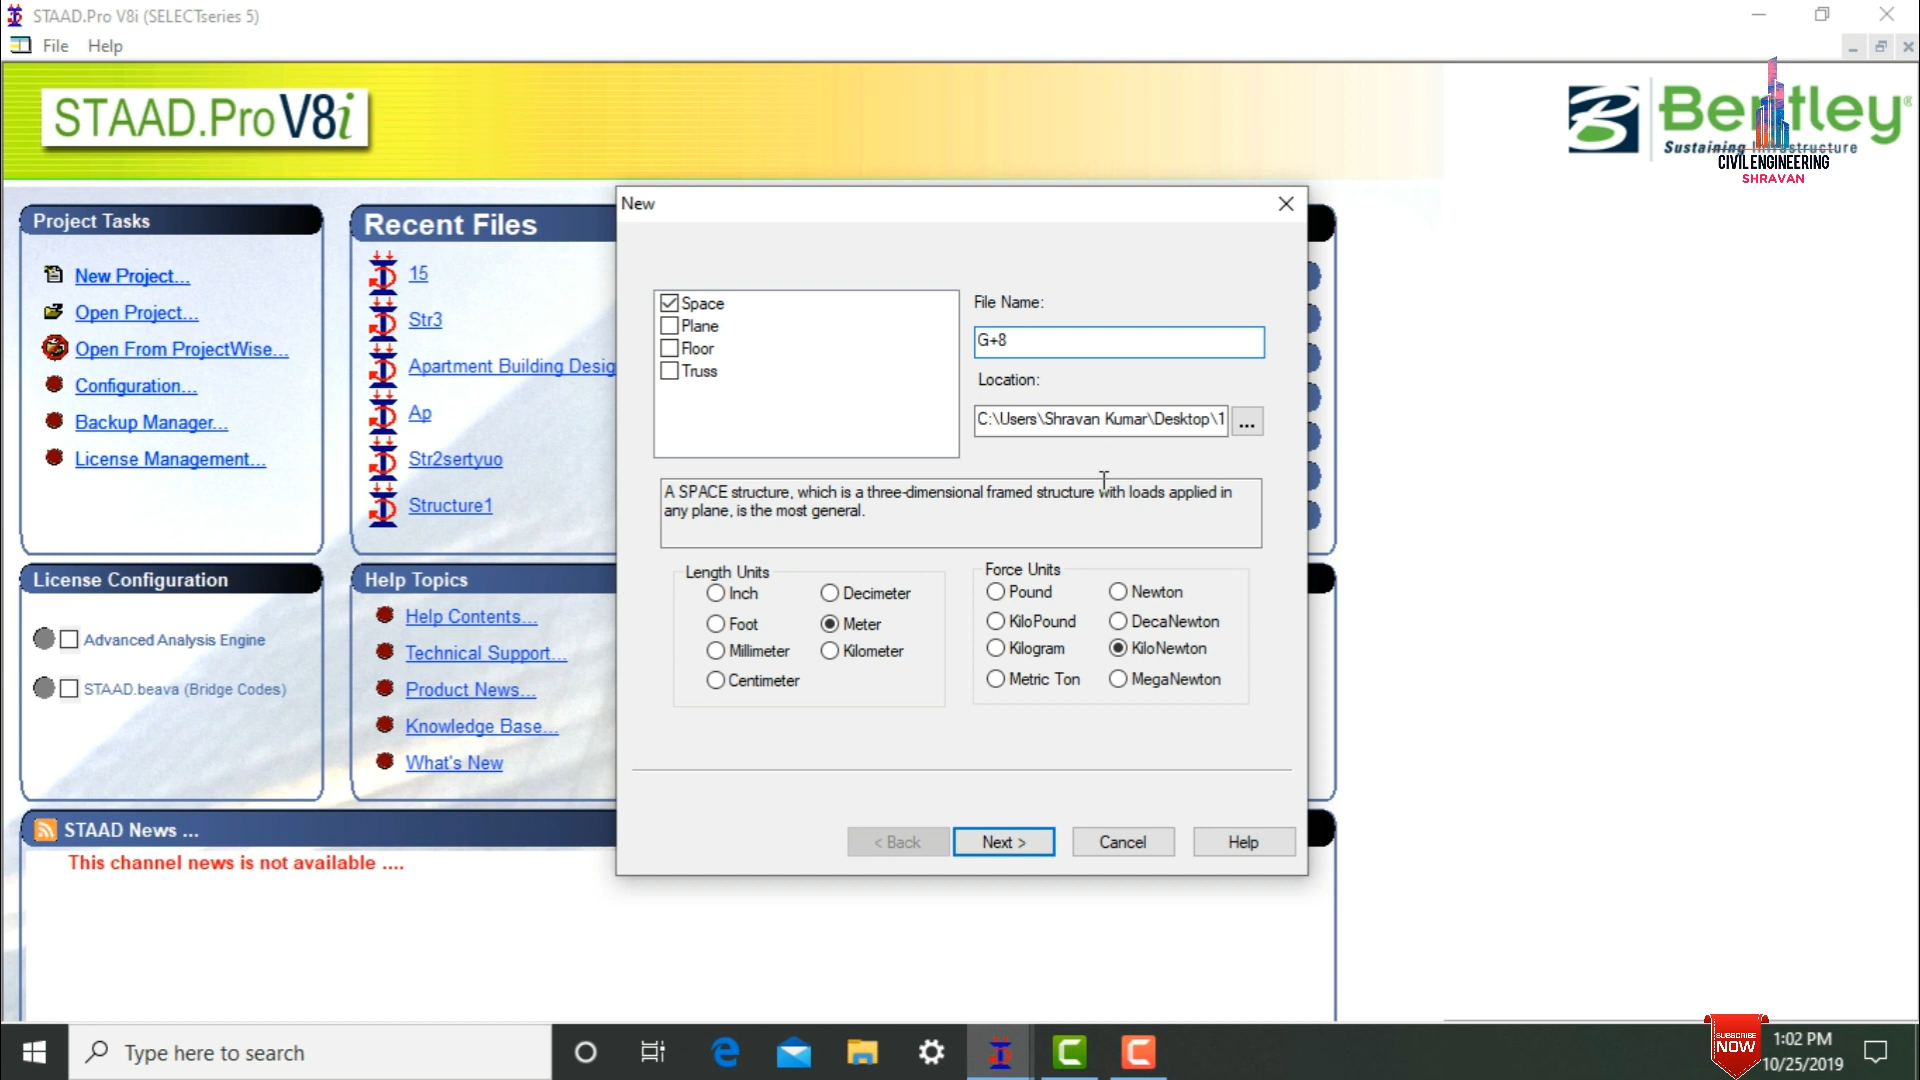 STAAD.Pro V8i (SELECTseries 5)
File Help
STAAD.Pro V8i
Bentley®
Sustaining Infrastructure
CIVIL ENGINEERING
SHRAVAN
Project Tasks
New Project...
Open Project...
Open From ProjectWise...
Configuration...
Backup Manager...
License Management...
Recent Files
15
Str3
Apartment Building Desig
Ap
Str2sertyuo
Structure1
License Configuration
Advanced Analysis Engine
STAAD.beava (Bridge Codes)
Help Topics
Help Contents...
Technical Support...
Product News...
Knowledge Base...
What's New
STAAD News ...
This channel news is not available ....
New
Space
Plane
Floor
Truss
File Name:
G+8
Location:
C:\Users\Shravan Kumar\Desktop\1
...
A SPACE structure, which is a three-dimensional framed structure with loads applied in
any plane, is the most general.
Length Units
Inch Decimeter
Foot Meter
Millimeter Kilometer
Centimeter
Force Units
Pound Newton
KiloPound DecaNewton
Kilogram KiloNewton
Metric Ton MegaNewton
< Back Next > Cancel Help
Type here to search
SUBSCRIBE
NOW
1:02 PM
10/25/2019